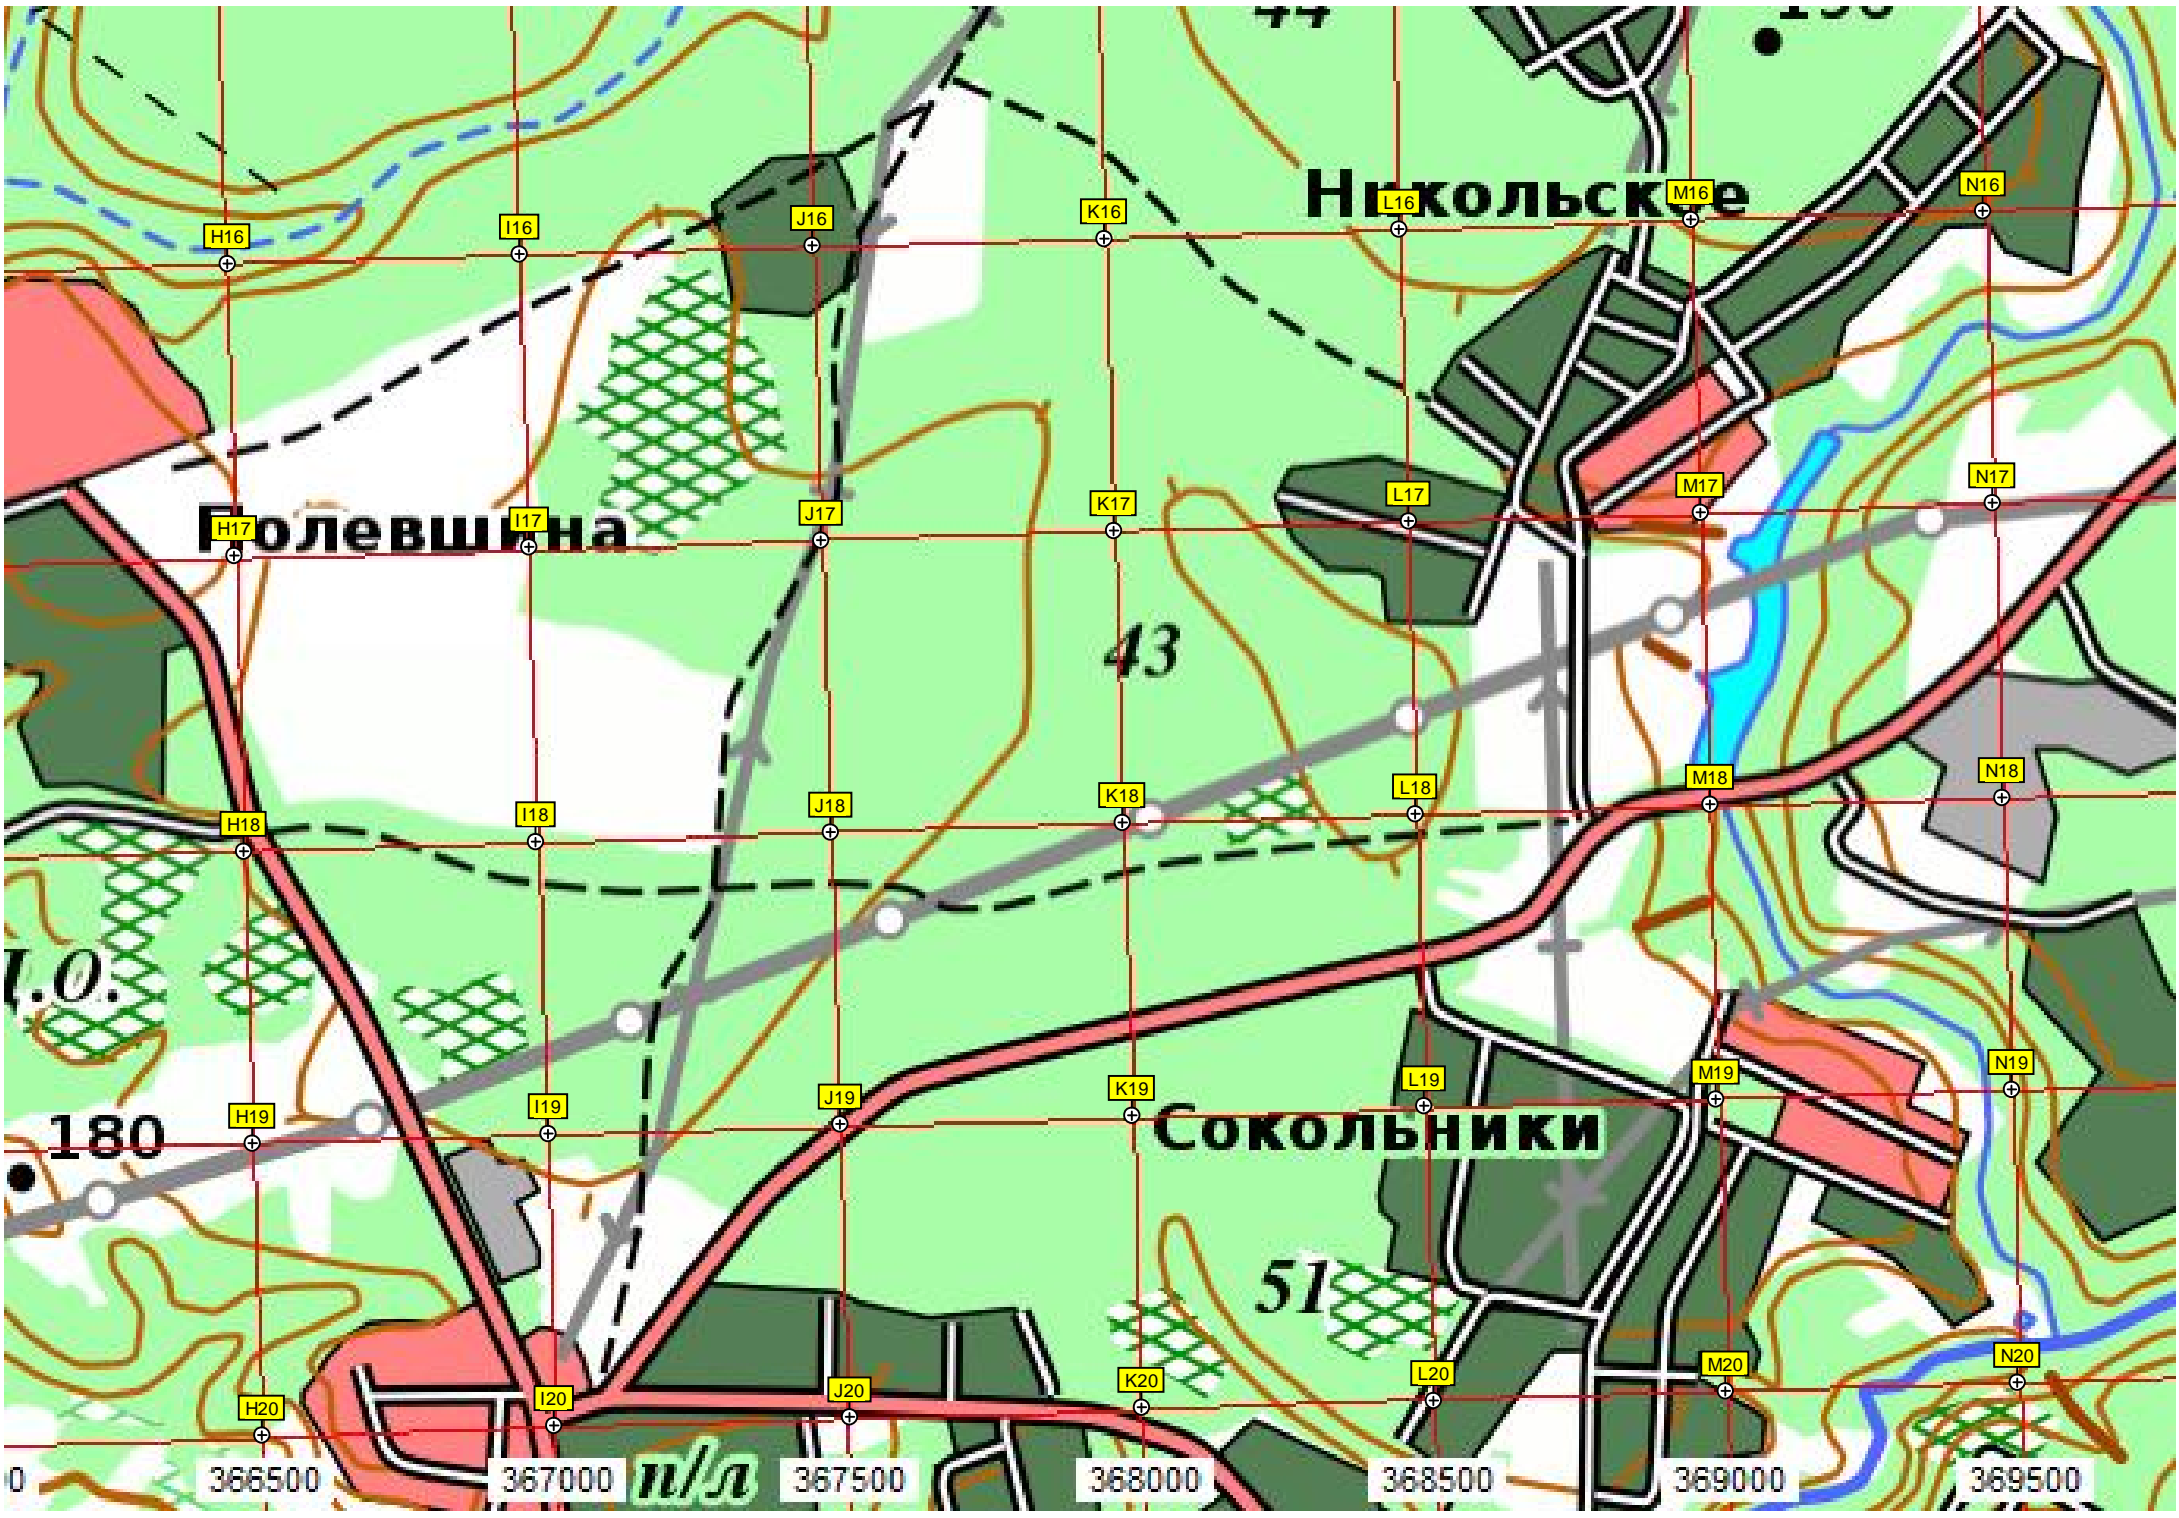 44
198
Никольское
H16 I16 J16 K16 L16 M16 N16
Полевшина
H17 I17 J17 K17 L17 M17 N17
43
H18 I18 J18 K18 L18 M18 N18
Д.О.
180
H19 I19 J19 K19 L19 M19 N19
Сокольники
51
H20 I20 J20 K20 L20 M20 N20
п/л
366500 367000 367500 368000 368500 369000 369500